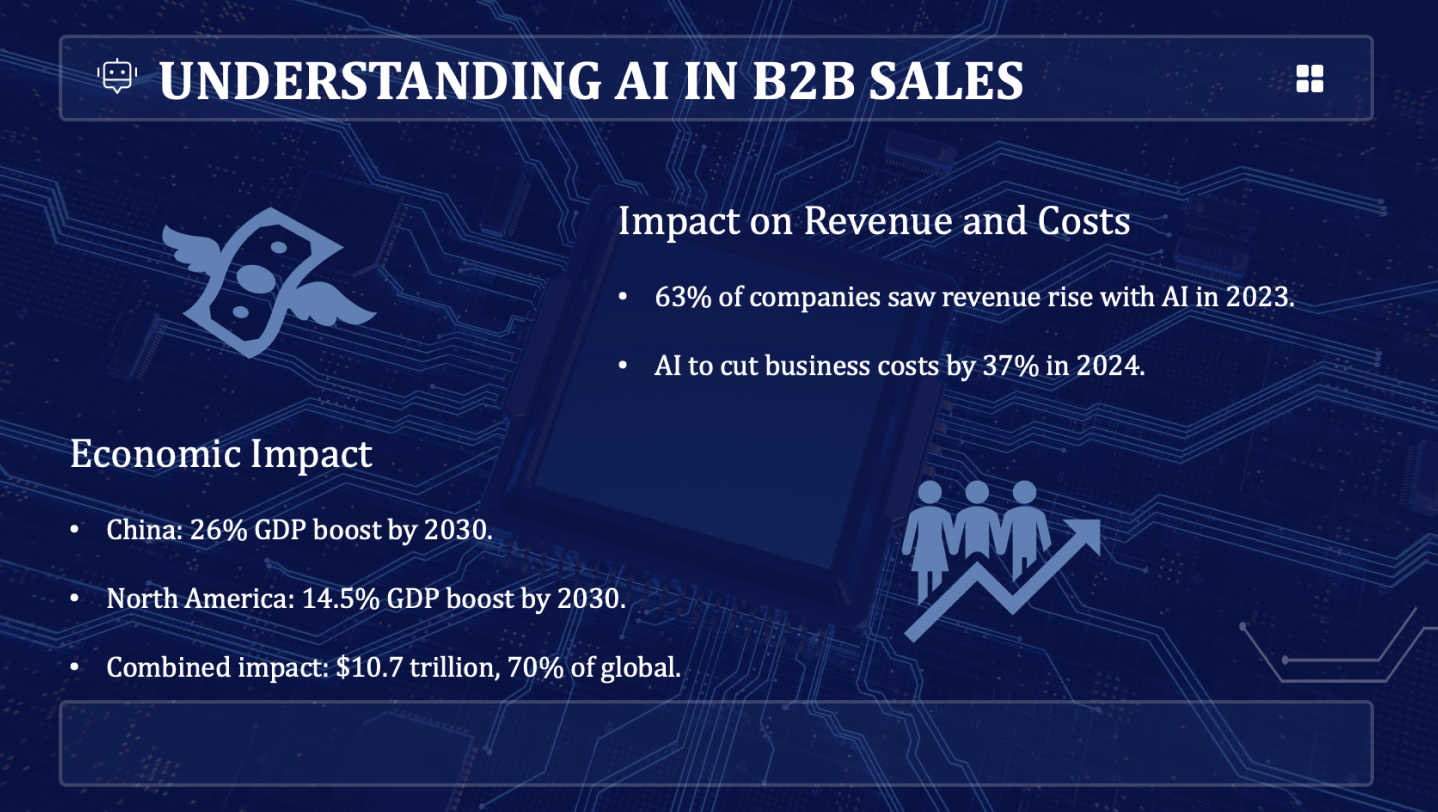 UNDERSTANDING AI IN B2B SALES
Impact on Revenue and Costs
• 63% of companies saw revenue rise with AI in 2023.
• AI to cut business costs by 37% in 2024.
Economic Impact
• China: 26% GDP boost by 2030.
• North America: 14.5% GDP boost by 2030.
• Combined impact: $10.7 trillion, 70% of global.